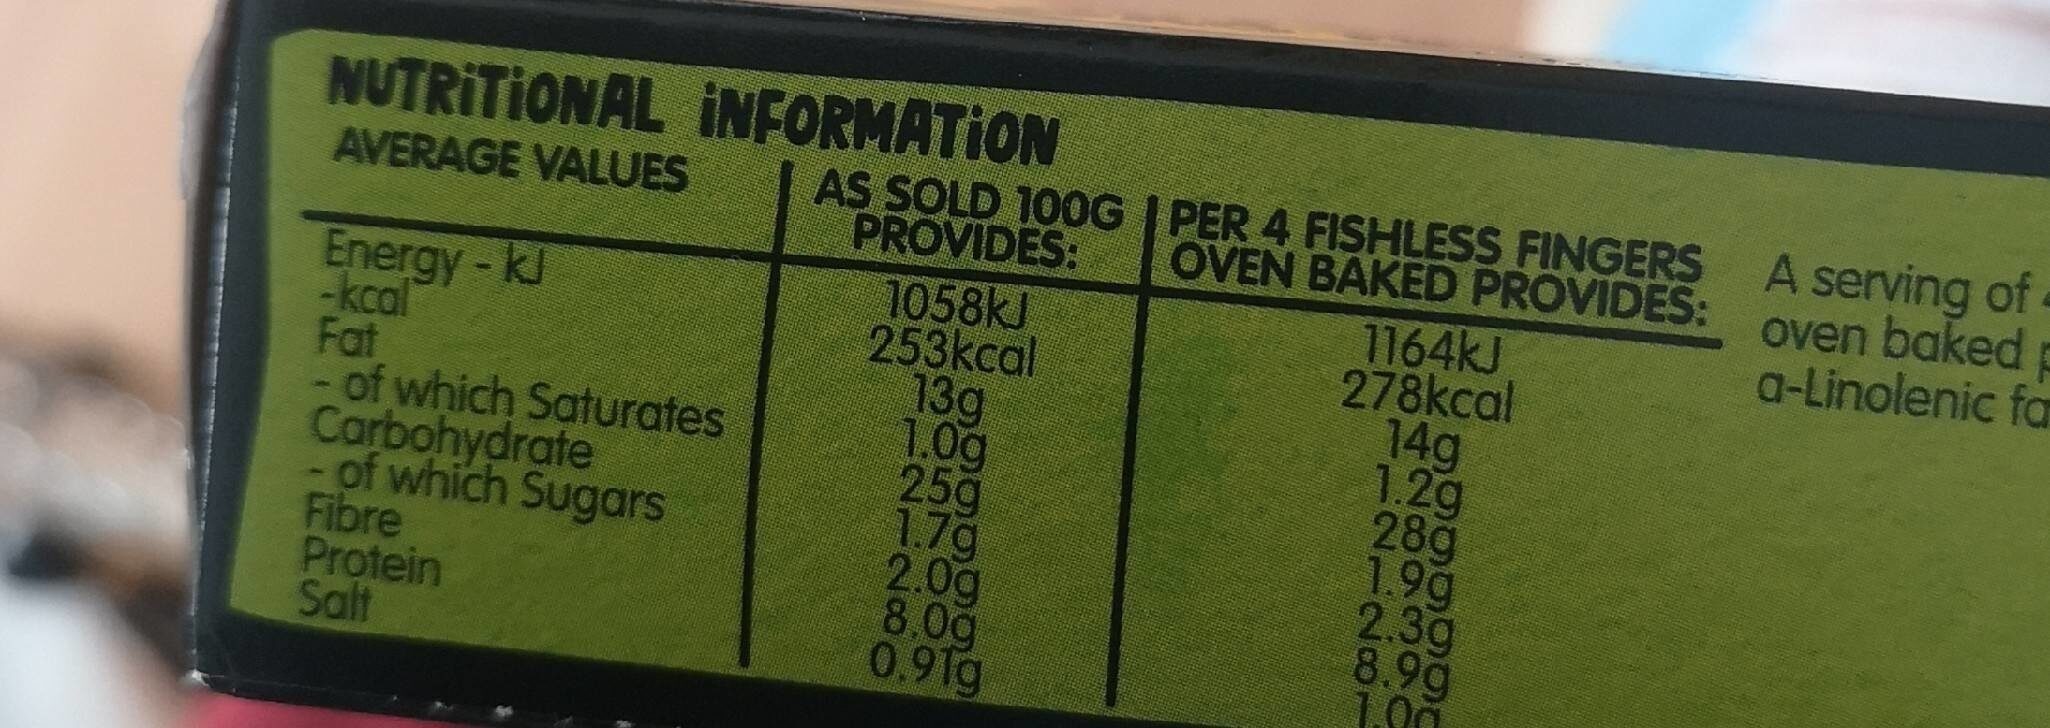 NUTRiTiONAL iNFORMATiON
AVERAGE VALUES | AS SOLD 100G PROVIDES: | PER 4 FISHLESS FINGERS OVEN BAKED PROVIDES:
Energy - kJ 1058kJ 1164kJ
-kcal 253kcal 278kcal
Fat 13g 14g
- of which Saturates 1.0g 1.2g
Carbohydrate 25g 28g
- of which Sugars 1.7g 1.9g
Fibre 2.0g 2.3g
Protein 8.0g 8.9g
Salt 0.91g 1.0g
A serving of
oven baked
α-Linolenic